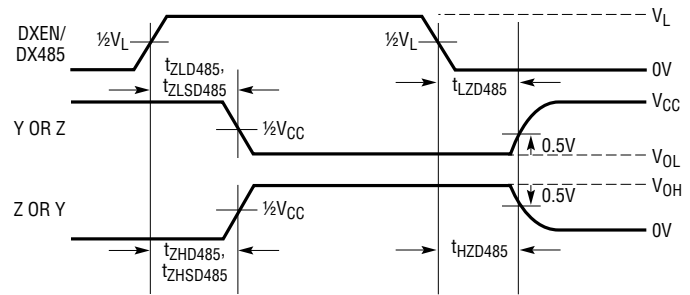 DXEN/
DX485
½VL
½VL
VL
0V
tZLD485,
tZLSD485
tLZD485
Y OR Z
½VCC
VCC
0.5V
VOL
Z OR Y
½VCC
VOH
0.5V
0V
tZHD485,
tZHSD485
tHZD485